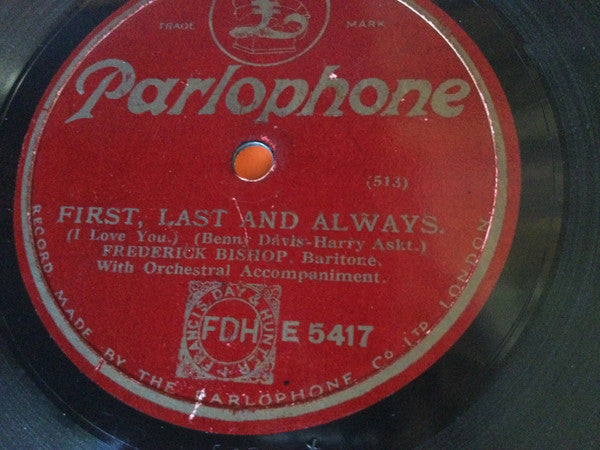 TRADE MARK
Parlophone
(513)
FIRST, LAST AND ALWAYS.
(I Love You.) (Benny Davis-Harry Askt.)
FREDERICK BISHOP, Baritone,
With Orchestral Accompaniment.
FRANCIS, DAY & HUNTER
FDH
E 5417
RECORD MADE BY THE PARLOPHONE Co LTD LONDON